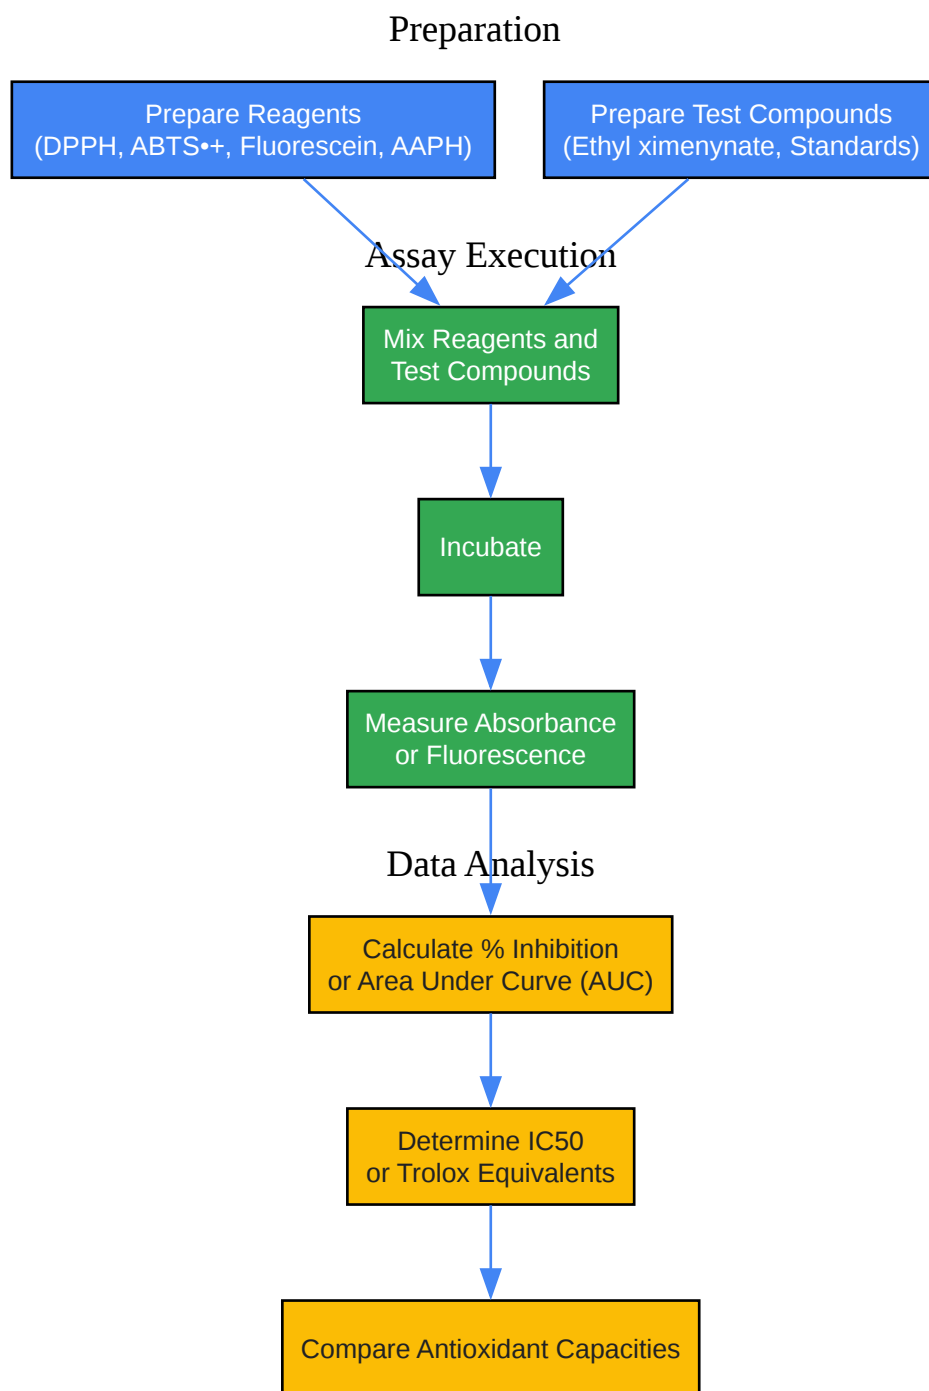 Preparation
Prepare Reagents
(DPPH, ABTS•+, Fluorescein, AAPH)
Prepare Test Compounds
(Ethyl ximenynate, Standards)
Assay Execution
Mix Reagents and
Test Compounds
Incubate
Measure Absorbance
or Fluorescence
Data Analysis
Calculate % Inhibition
or Area Under Curve (AUC)
Determine IC50
or Trolox Equivalents
Compare Antioxidant Capacities